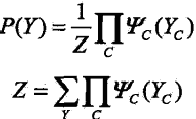 P(Y) = \frac{1}{Z} \prod_{C} \Psi_C(Y_C)
Z = \sum_{Y} \prod_{C} \Psi_C(Y_C)